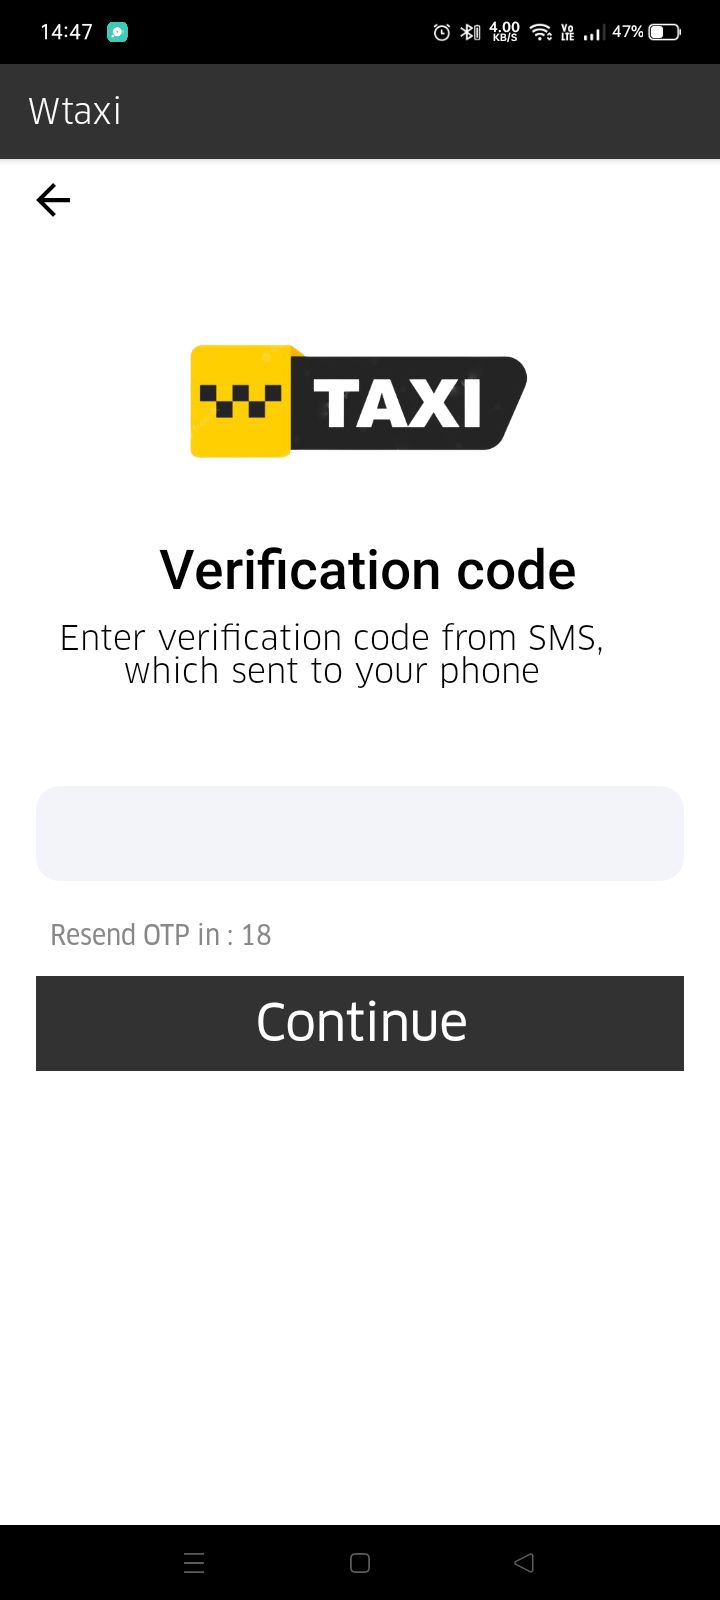 14:47
4.00
KB/S
Vo
LTE
47%
Wtaxi
TAXI
Verification code
Enter verification code from SMS,
which sent to your phone
Resend OTP in : 18
Continue